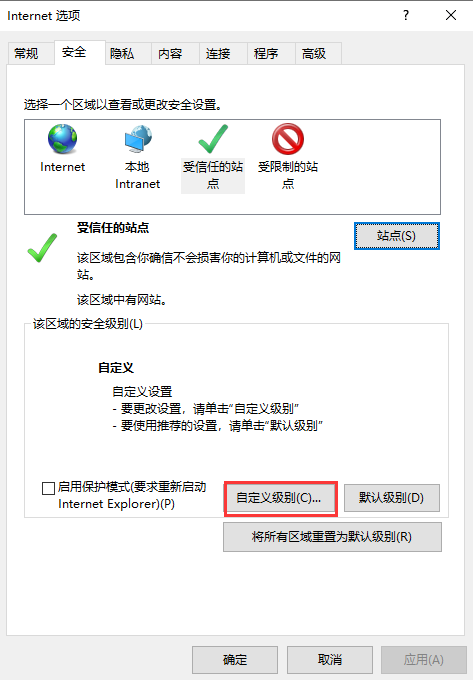 Internet 选项
?
常规 安全 隐私 内容 连接 程序 高级
选择一个区域以查看或更改安全设置。
Internet
本地
Intranet
受信任的站
点
受限制的站
点
受信任的站点
站点(S)
该区域包含你确信不会损害你的计算机或文件的网
站。
该区域中有网站。
该区域的安全级别(L)
自定义
自定义设置
- 要更改设置，请单击“自定义级别”
- 要使用推荐的设置，请单击“默认级别”
启用保护模式(要求重新启动
Internet Explorer)(P)
自定义级别(C)...
默认级别(D)
将所有区域重置为默认级别(R)
确定
取消
应用(A)